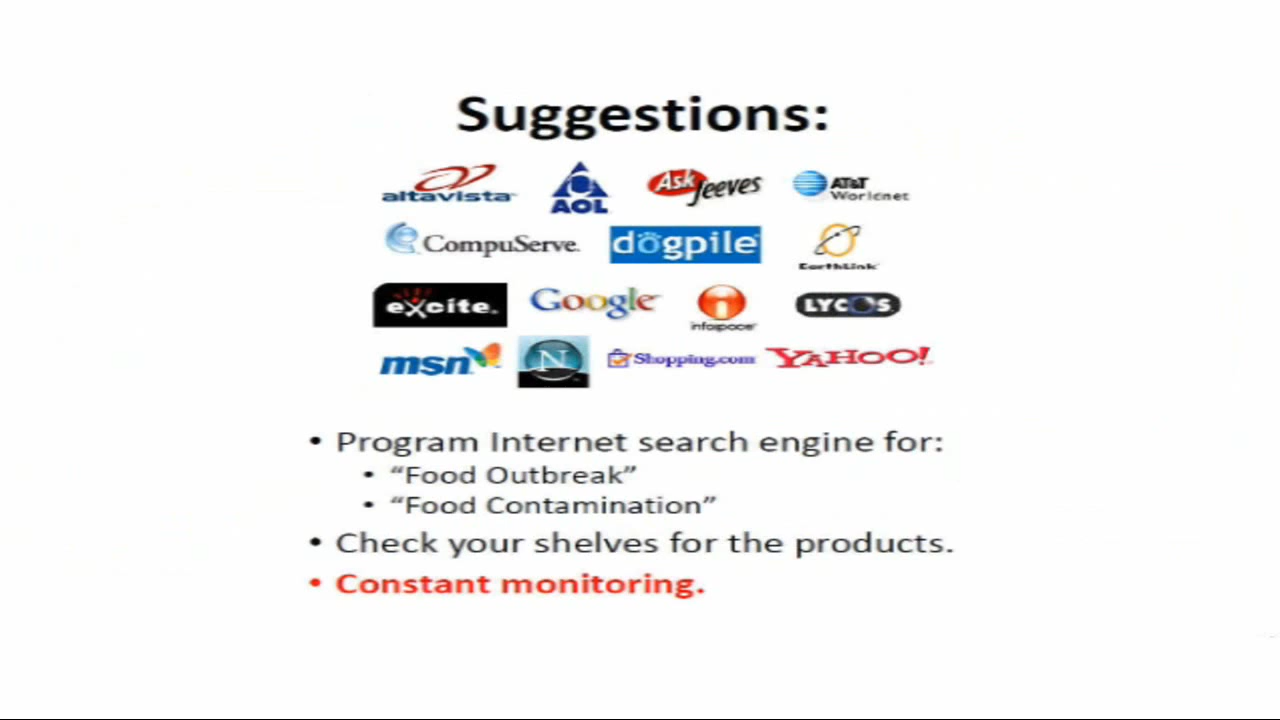 Suggestions:
altavista AOL Ask Jeeves AT&T Worldnet
CompuServe. dogpile EarthLink
excite. Google infospace LYCOS
msn N Shopping.com YAHOO!
• Program Internet search engine for:
• “Food Outbreak”
• “Food Contamination”
• Check your shelves for the products.
• Constant monitoring.